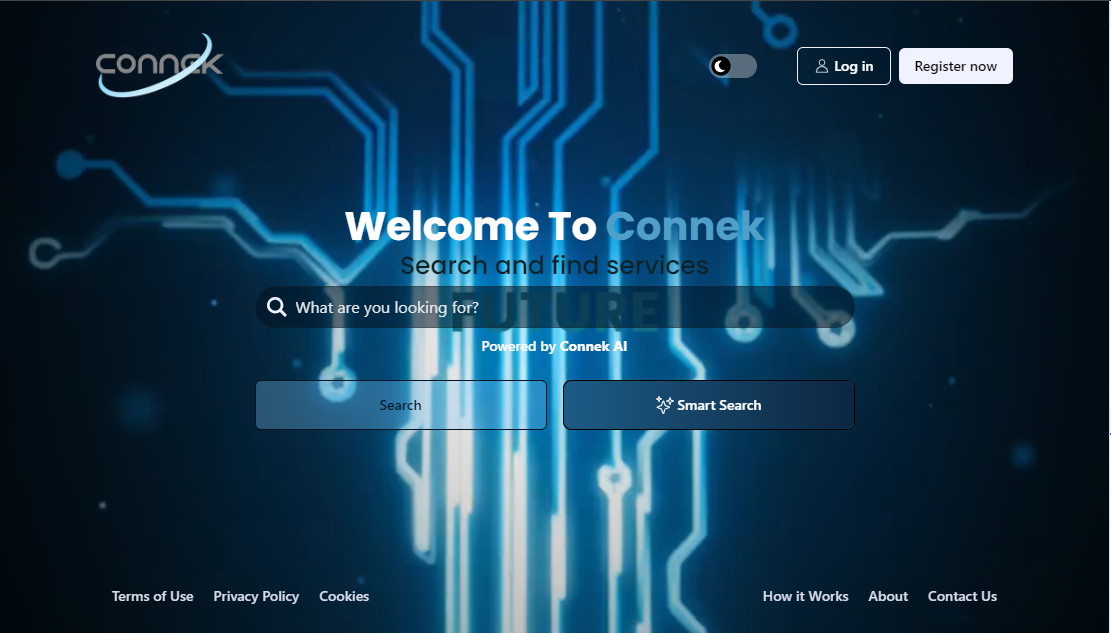 CONNEK
Log in
Register now
Welcome To Connek
Search and find services
FUTURE
What are you looking for?
Powered by Connek AI
Search
Smart Search
Terms of Use
Privacy Policy
Cookies
How it Works
About
Contact Us